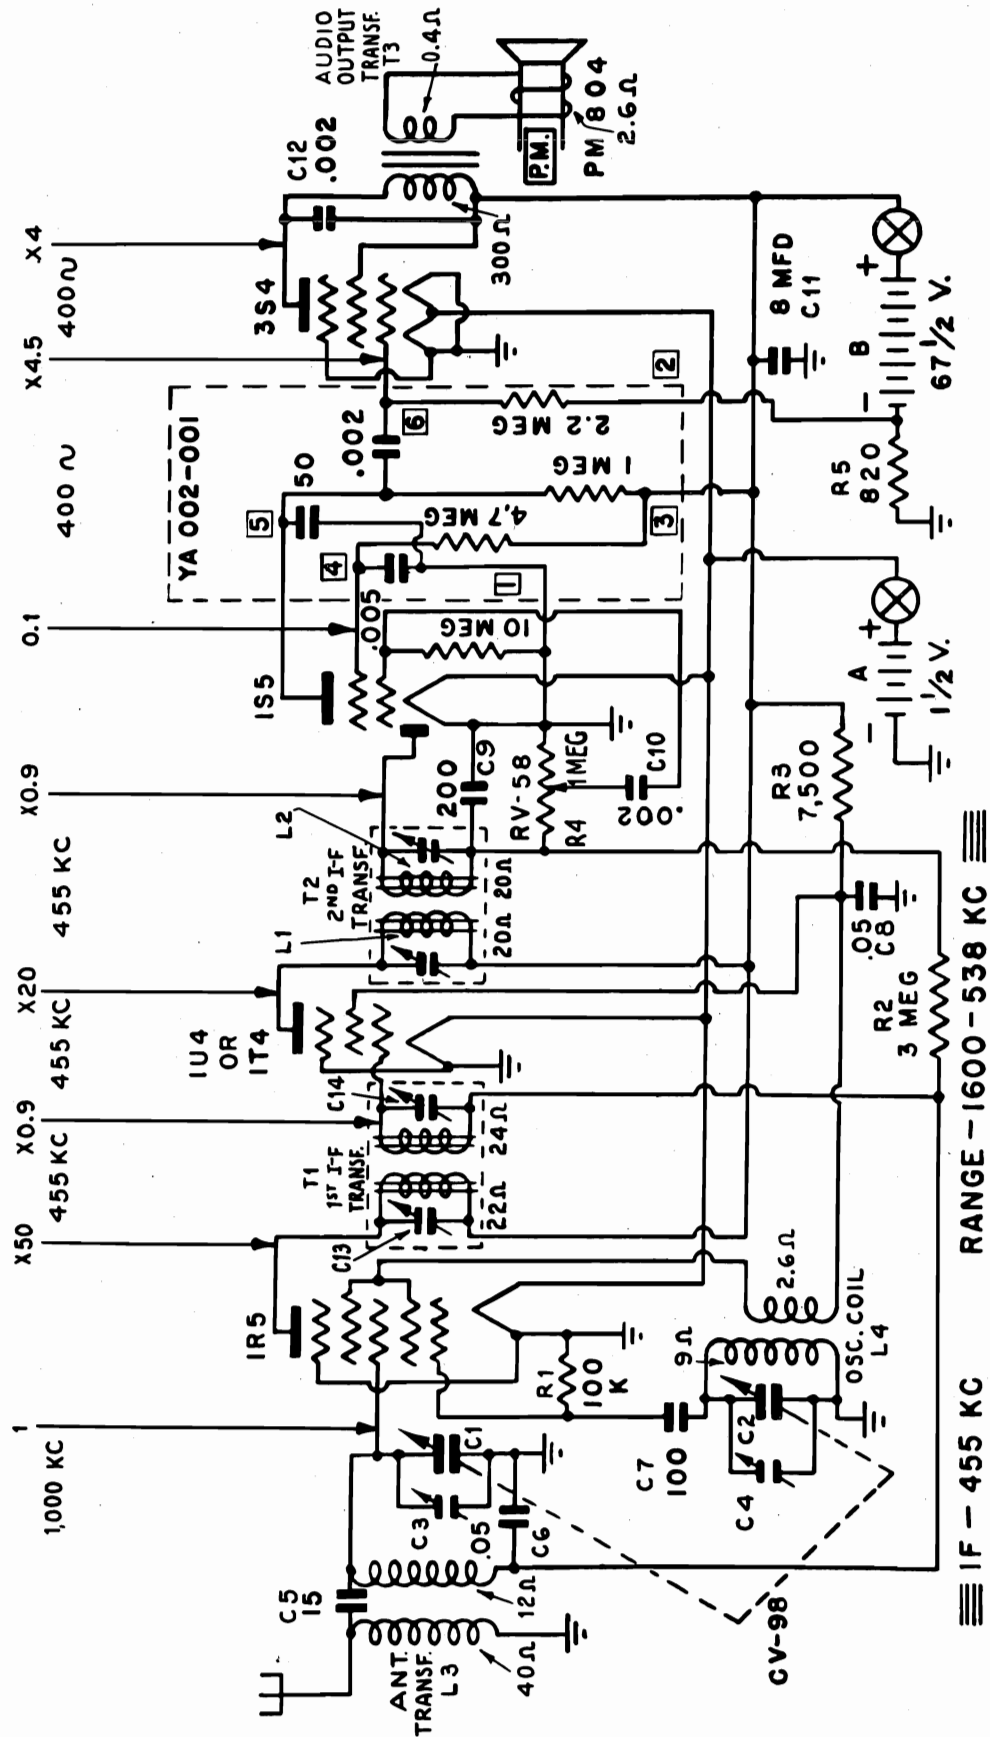 1
1,000 KC
X50
X0.9
455 KC
X20
455 KC
X0.9
455 KC
0.1
400 ~
X4.5
400 ~
X4
1R5
1U4
OR
1T4
1S5
3S4
YA 002-001
C5
15
ANT.
TRANSF.
L3
40Ω
12Ω
C3
C1
.05
C6
CV-98
C7
100
R1
100
K
C4
C2
9Ω
2.6Ω
OSC. COIL
L4
C13
T1
1ST I-F
TRANSF.
C14
22Ω
24Ω
L1
T2
2ND I-F
TRANSF.
L2
20Ω
20Ω
200
C9
RV-58
1 MEG
R4
.002
C10
10 MEG
.005
4
5
50
4.7 MEG
1
3
1 MEG
.002
6
2.2 MEG
2
C12
.002
300Ω
AUDIO
OUTPUT
TRANSF.
T3
0.4Ω
P.M.
PM 804
2.6Ω
.05
C8
R2
3 MEG
R3
7,500
-
A
+
1 1/2 V.
R5
820
-
B
+
67 1/2 V.
8 MFD
C11
IF - 455 KC
RANGE - 1600-538 KC